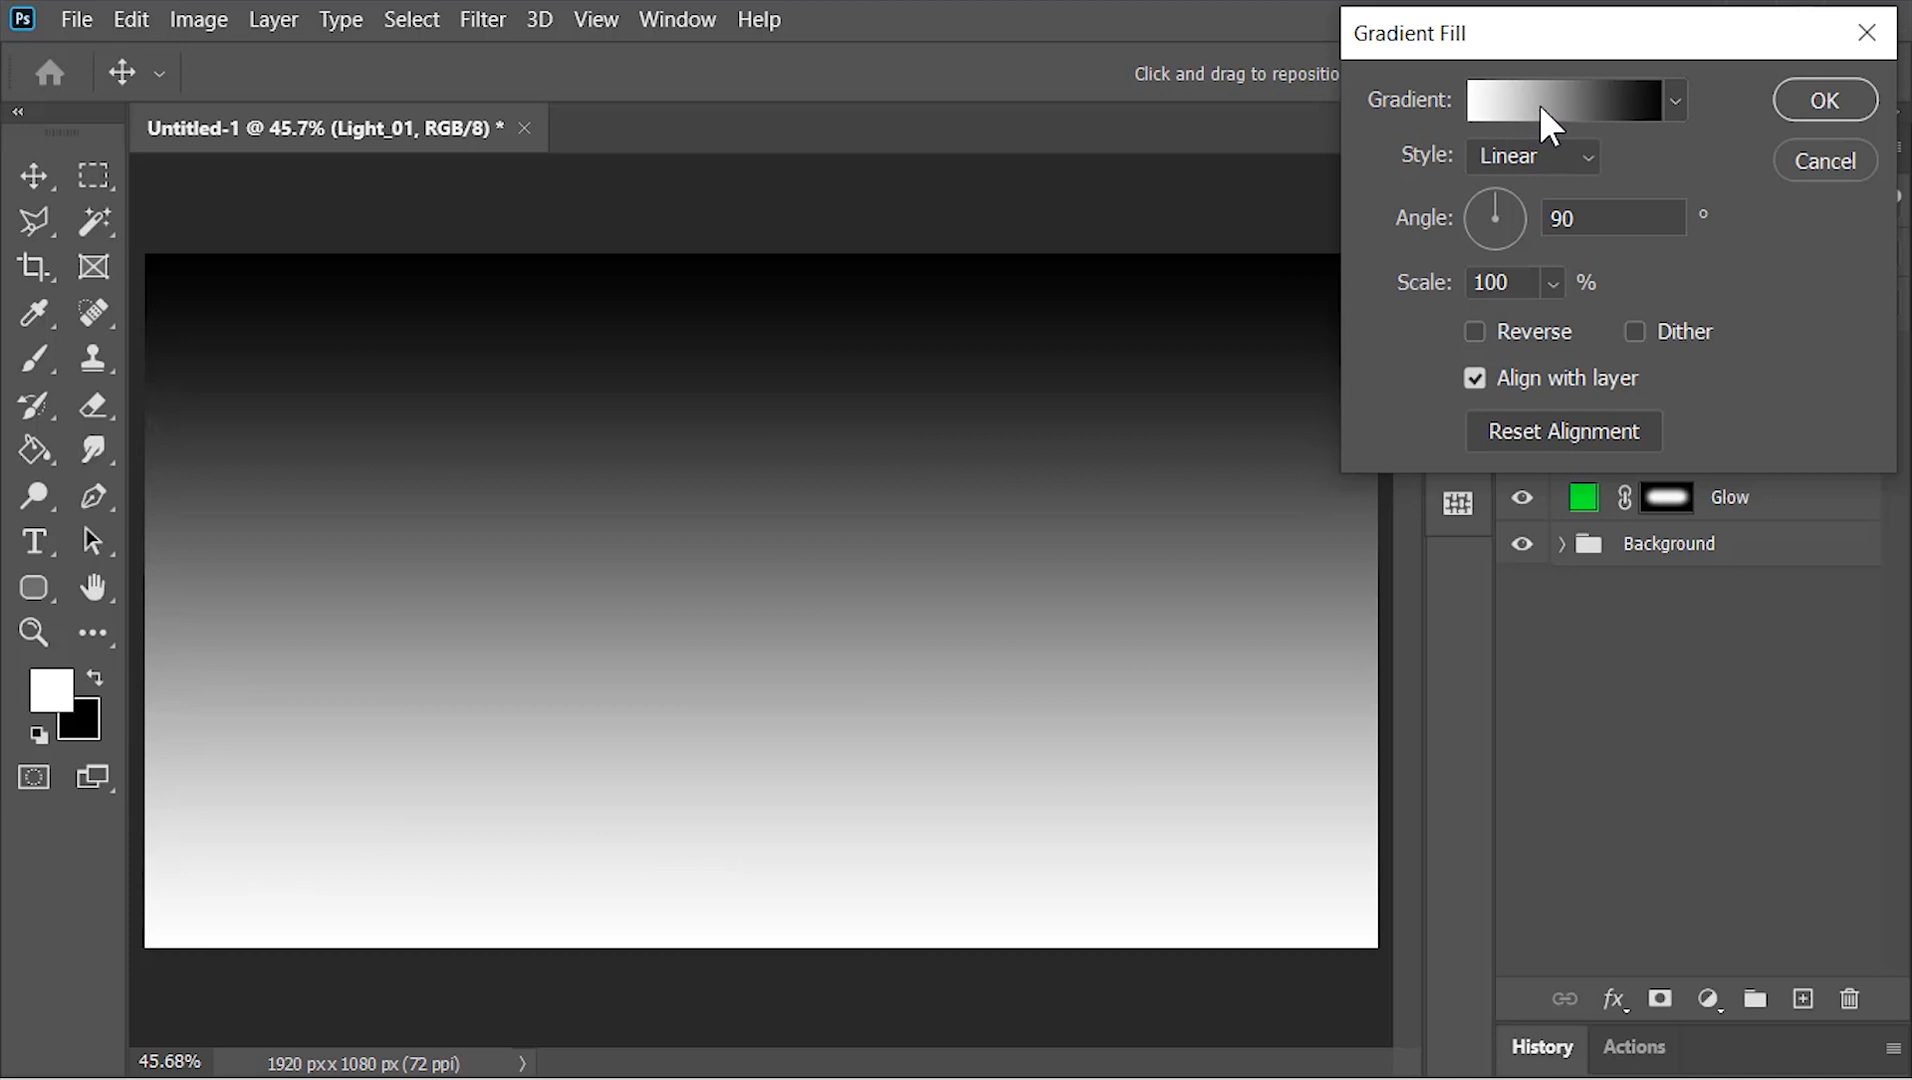 Ps File Edit Image Layer Type Select Filter 3D View Window Help
Gradient Fill
Click and drag to repositio
Gradient:
OK
Untitled-1 @ 45.7% (Light_01, RGB/8) *
Style: Linear
Cancel
Angle: 90 °
Scale: 100 %
Reverse Dither
Align with layer
Reset Alignment
Glow
Background
fx
History Actions
45.68% 1920 px x 1080 px (72 ppi)